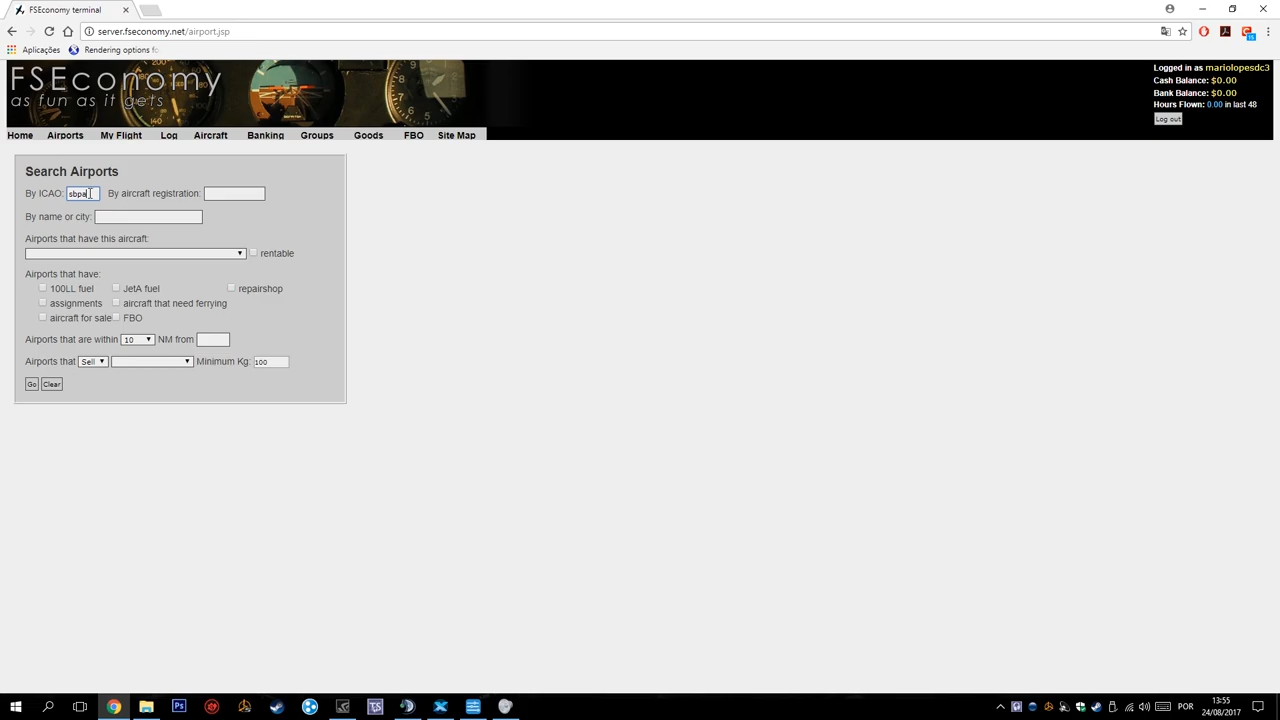 FSEconomy terminal
server.fseconomy.net/airport.jsp
Aplicações Rendering options fo
FSEconomy
as fun as it gets
Logged in as mariolopesdc3
Cash Balance: $0.00
Bank Balance: $0.00
Hours Flown: 0.00 in last 48
Log out
Home Airports My Flight Log Aircraft Banking Groups Goods FBO Site Map
Search Airports
By ICAO: sbpa By aircraft registration:
By name or city:
Airports that have this aircraft:
rentable
Airports that have:
100LL fuel JetA fuel repairshop
assignments aircraft that need ferrying
aircraft for sale FBO
Airports that are within 10 NM from
Airports that Sell Minimum Kg: 100
Go Clear
POR
13:55
24/08/2017